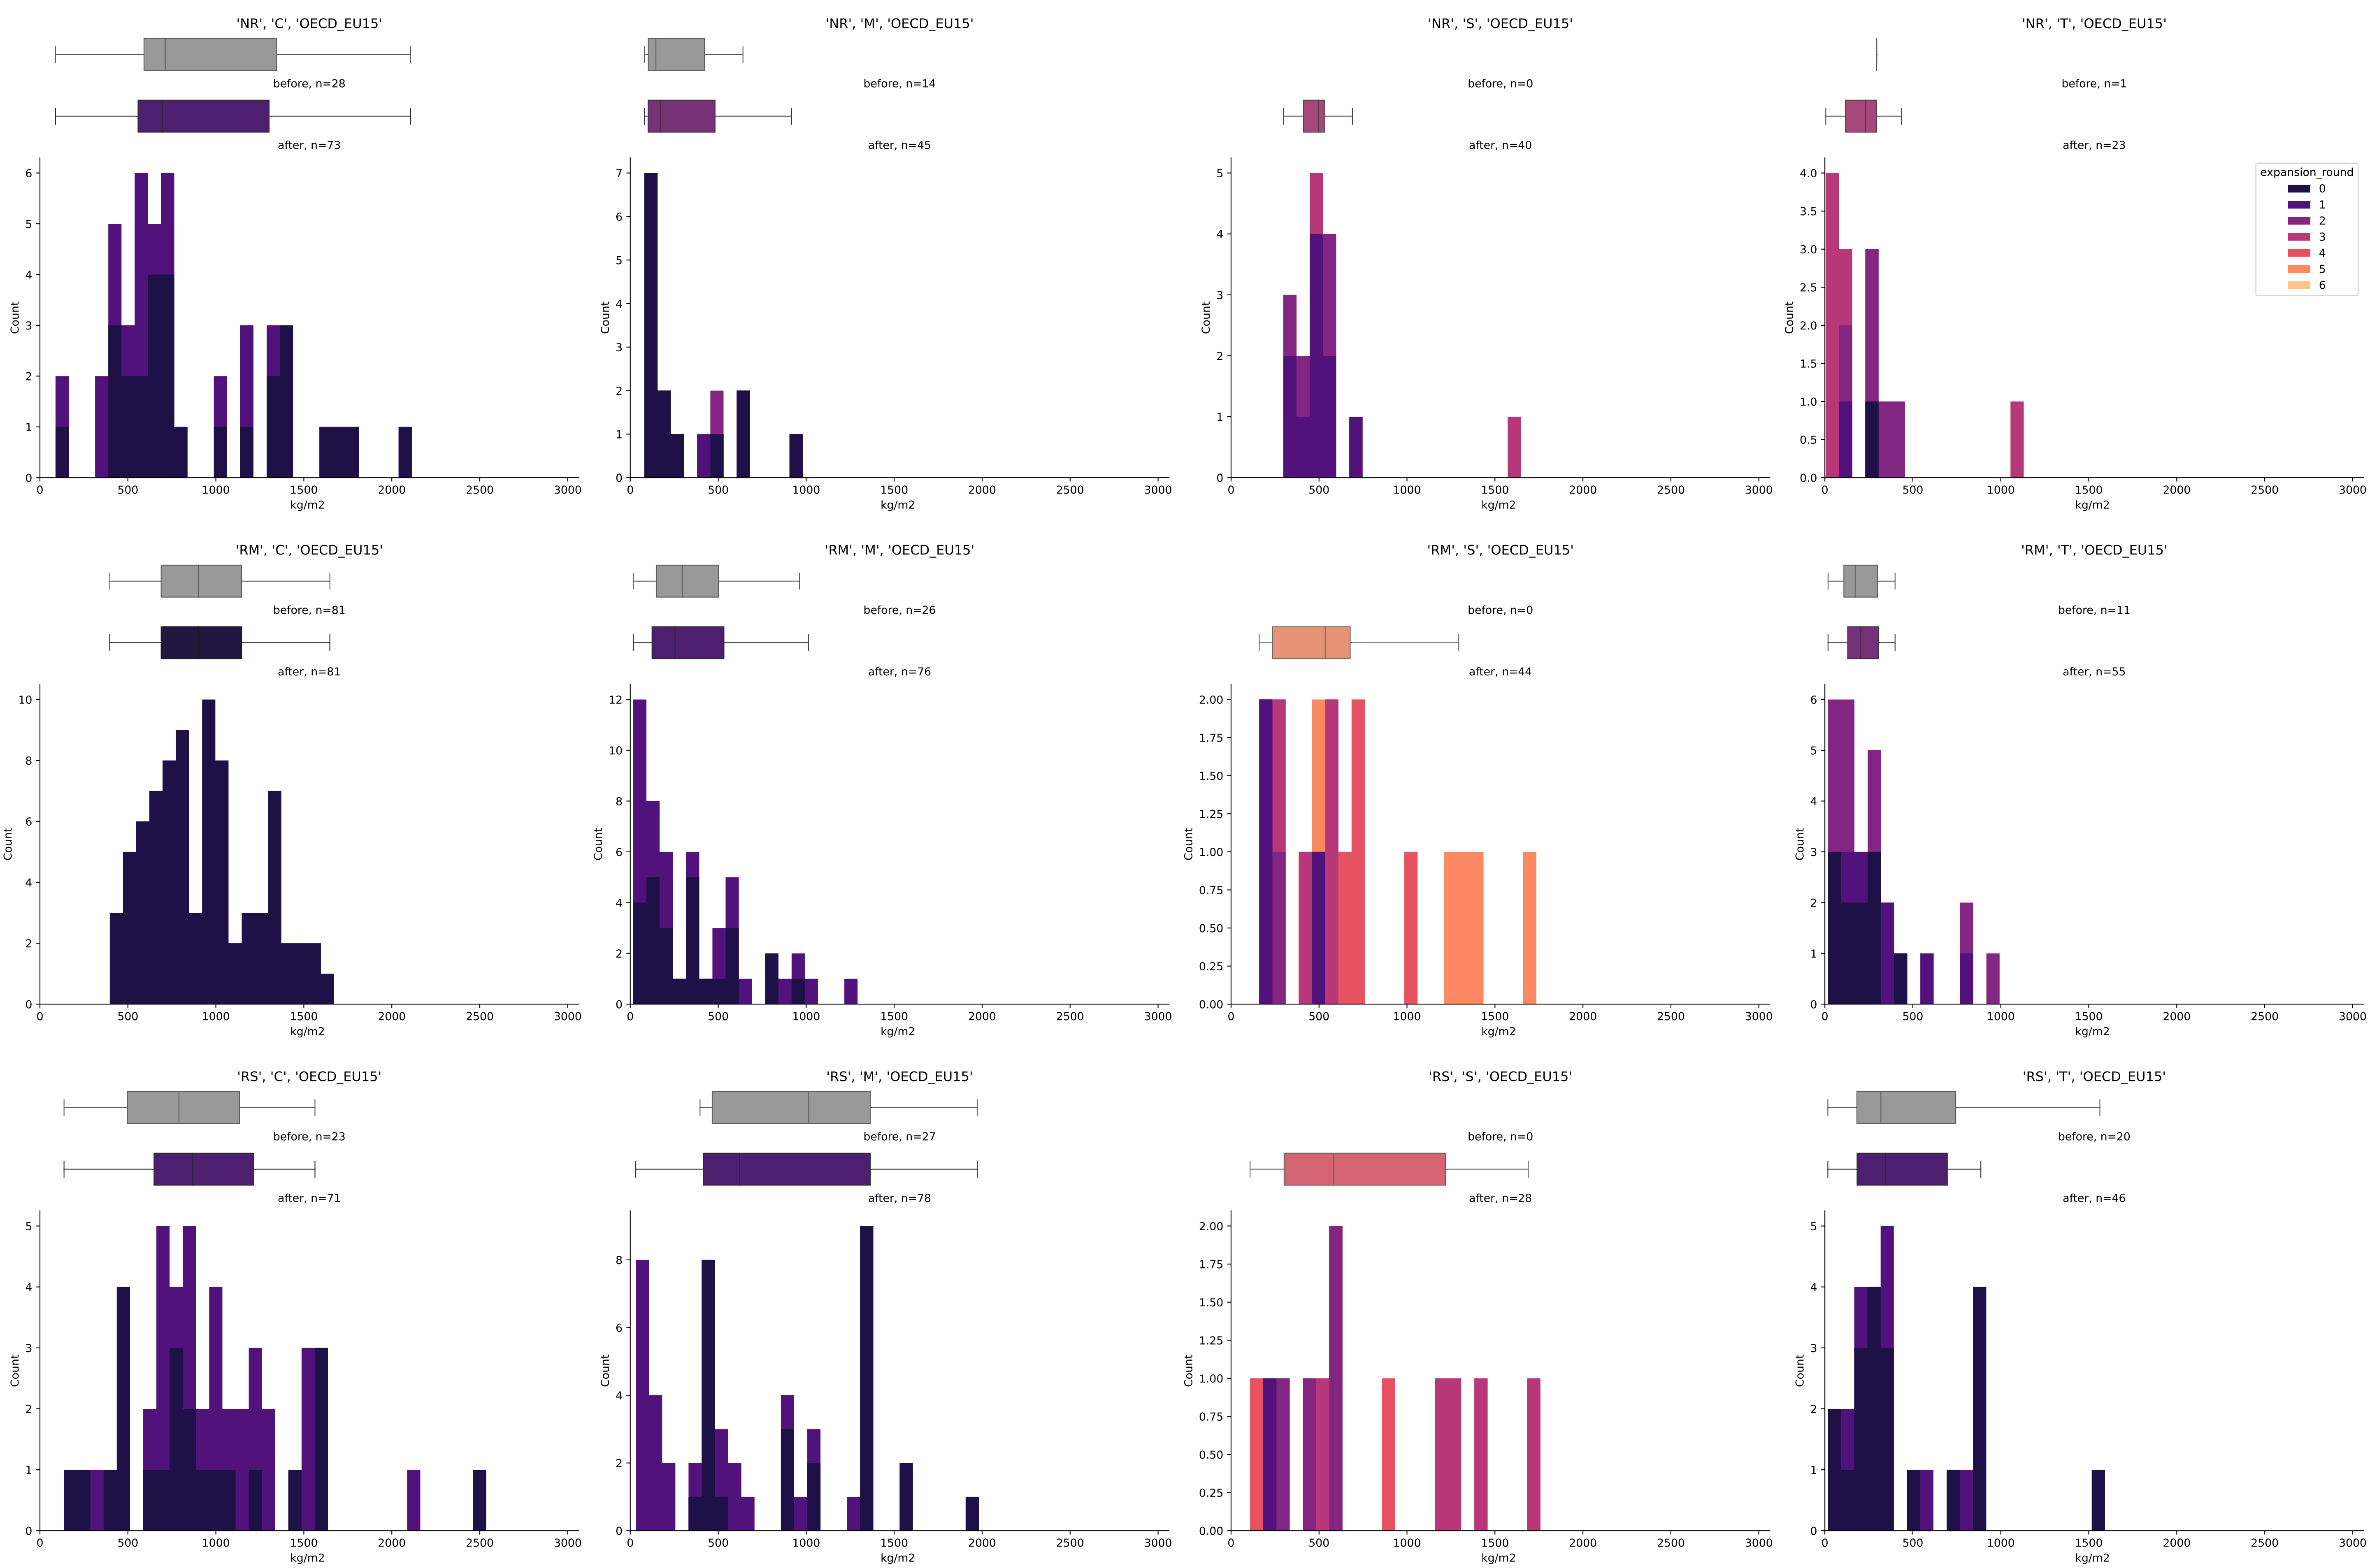 'NR', 'C', 'OECD_EU15'
before, n=28
after, n=73
6
5
4
3
2
1
0
Count
0 500 1000 1500 2000 2500 3000
kg/m2
'NR', 'M', 'OECD_EU15'
before, n=14
after, n=45
7
6
5
4
3
2
1
0
Count
0 500 1000 1500 2000 2500 3000
kg/m2
'NR', 'S', 'OECD_EU15'
before, n=0
after, n=40
5
4
3
2
1
0
Count
0 500 1000 1500 2000 2500 3000
kg/m2
'NR', 'T', 'OECD_EU15'
before, n=1
after, n=23
4.0
3.5
3.0
2.5
2.0
1.5
1.0
0.5
0.0
Count
0 500 1000 1500 2000 2500 3000
kg/m2
expansion_round
0
1
2
3
4
5
6
'RM', 'C', 'OECD_EU15'
before, n=81
after, n=81
10
8
6
4
2
0
Count
0 500 1000 1500 2000 2500 3000
kg/m2
'RM', 'M', 'OECD_EU15'
before, n=26
after, n=76
12
10
8
6
4
2
0
Count
0 500 1000 1500 2000 2500 3000
kg/m2
'RM', 'S', 'OECD_EU15'
before, n=0
after, n=44
2.00
1.75
1.50
1.25
1.00
0.75
0.50
0.25
0.00
Count
0 500 1000 1500 2000 2500 3000
kg/m2
'RM', 'T', 'OECD_EU15'
before, n=11
after, n=55
6
5
4
3
2
1
0
Count
0 500 1000 1500 2000 2500 3000
kg/m2
'RS', 'C', 'OECD_EU15'
before, n=23
after, n=71
5
4
3
2
1
0
Count
0 500 1000 1500 2000 2500 3000
kg/m2
'RS', 'M', 'OECD_EU15'
before, n=27
after, n=78
8
6
4
2
0
Count
0 500 1000 1500 2000 2500 3000
kg/m2
'RS', 'S', 'OECD_EU15'
before, n=0
after, n=28
2.00
1.75
1.50
1.25
1.00
0.75
0.50
0.25
0.00
Count
0 500 1000 1500 2000 2500 3000
kg/m2
'RS', 'T', 'OECD_EU15'
before, n=20
after, n=46
5
4
3
2
1
0
Count
0 500 1000 1500 2000 2500 3000
kg/m2